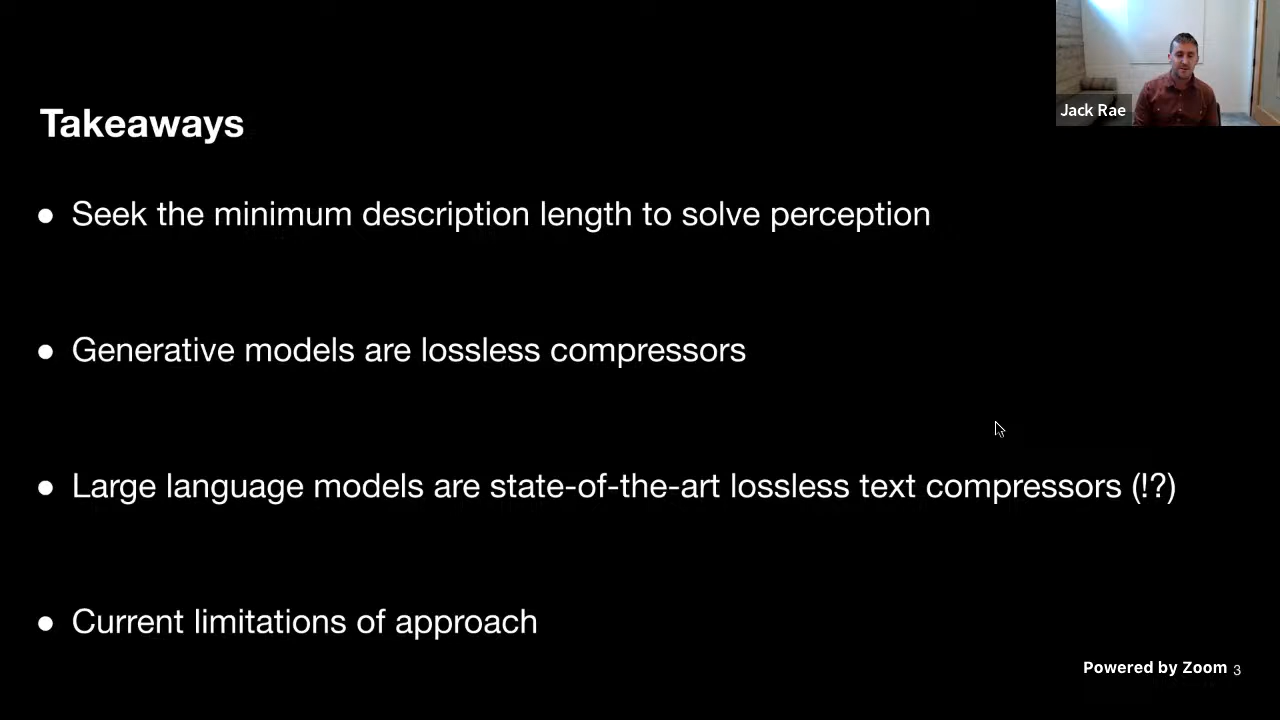 Jack Rae
Takeaways
● Seek the minimum description length to solve perception
● Generative models are lossless compressors
● Large language models are state-of-the-art lossless text compressors (!?)
● Current limitations of approach
Powered by Zoom 3